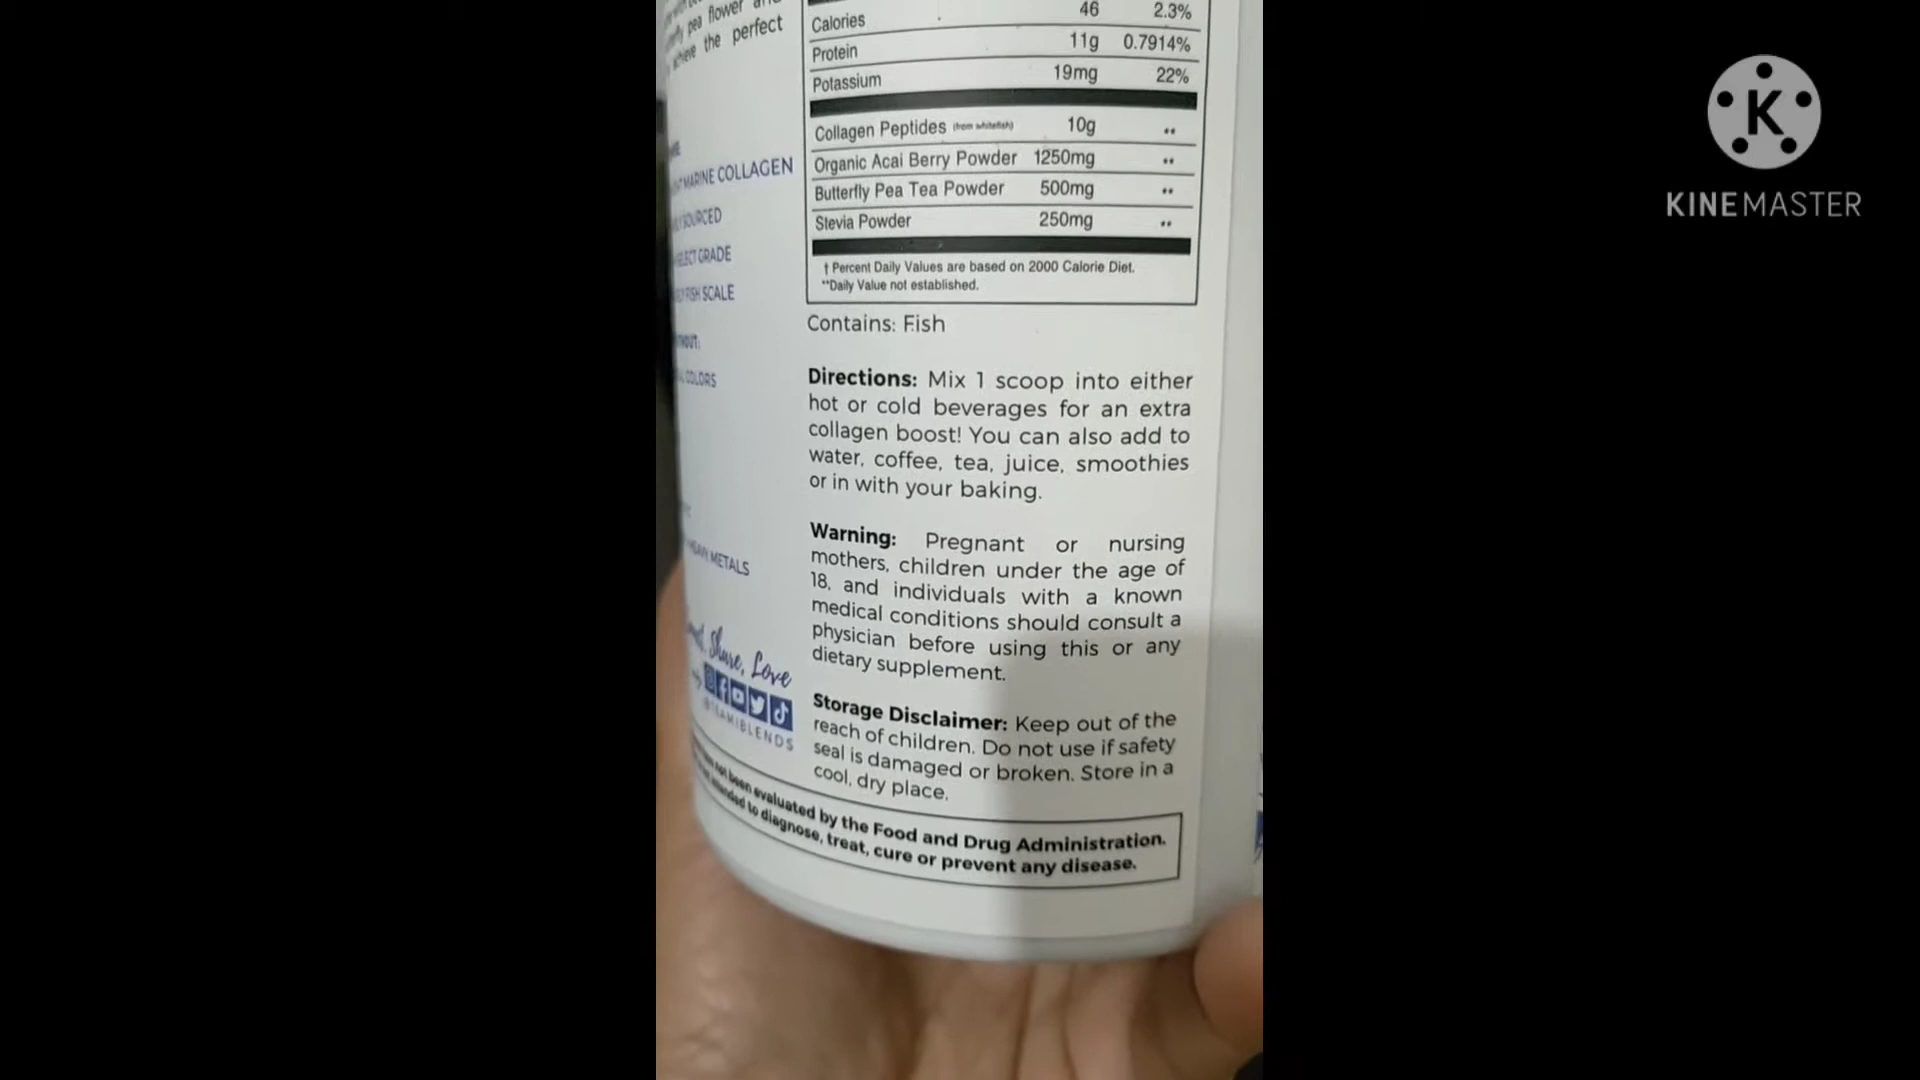 pea flower
achieve the perfect
MARINE COLLAGEN
SOURCED
SELECT GRADE
FISH SCALE
COLORS
HEAVY METALS
Share, Love
@TEAMIBLENDS
Calories 46 2.3%
Protein 11g 0.7914%
Potassium 19mg 22%
Collagen Peptides (from whitefish) 10g **
Organic Acai Berry Powder 1250mg **
Butterfly Pea Tea Powder 500mg **
Stevia Powder 250mg **
† Percent Daily Values are based on 2000 Calorie Diet.
**Daily Value not established.
Contains: Fish
Directions: Mix 1 scoop into either
hot or cold beverages for an extra
collagen boost! You can also add to
water, coffee, tea, juice, smoothies
or in with your baking.
Warning: Pregnant or nursing
mothers, children under the age of
18, and individuals with a known
medical conditions should consult a
physician before using this or any
dietary supplement.
Storage Disclaimer: Keep out of the
reach of children. Do not use if safety
seal is damaged or broken. Store in a
cool, dry place.
not been evaluated by the Food and Drug Administration.
intended to diagnose, treat, cure or prevent any disease.
K
KINEMASTER